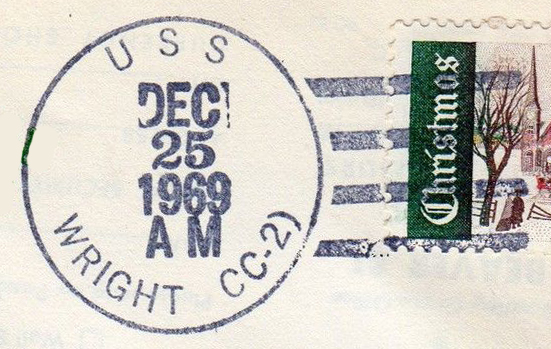 USS
DEC
25
1969
AM
WRIGHT CC-2)
Christmas